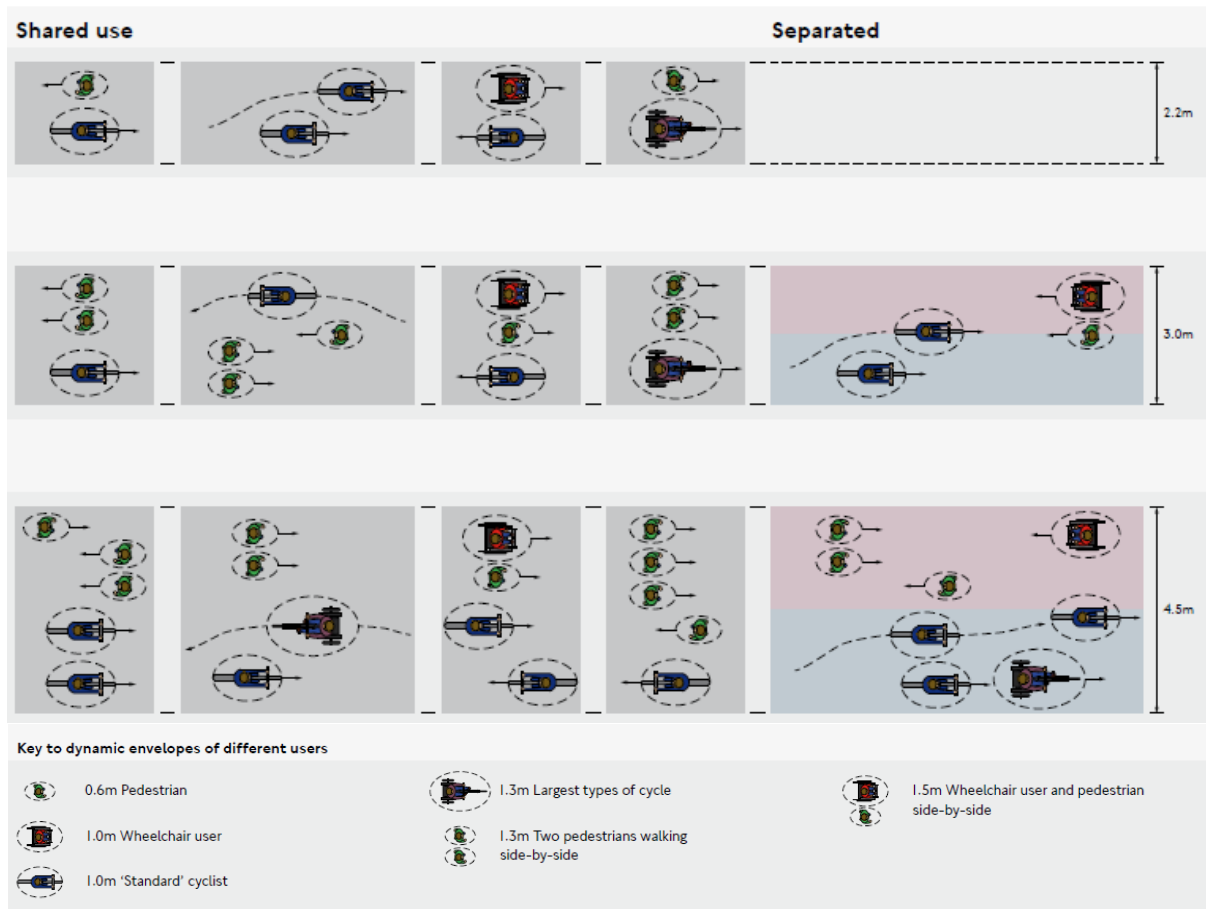 Shared use
Separated
2.2m
3.0m
4.5m
Key to dynamic envelopes of different users
0.6m Pedestrian
1.0m Wheelchair user
1.0m ‘Standard’ cyclist
1.3m Largest types of cycle
1.3m Two pedestrians walking
side-by-side
1.5m Wheelchair user and pedestrian
side-by-side